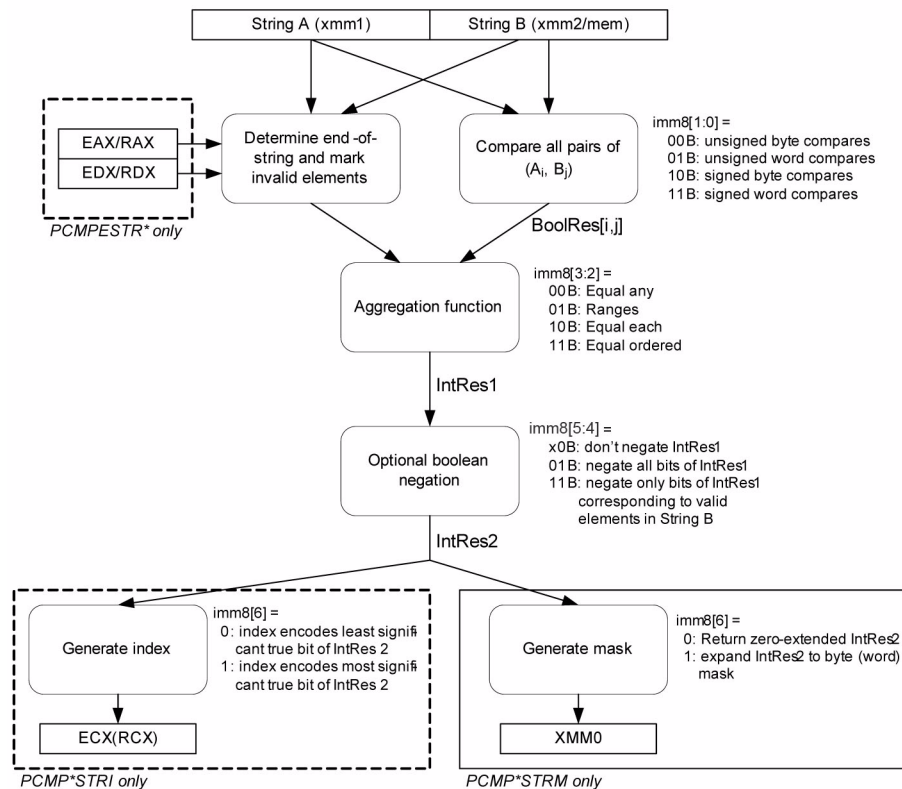 String A (xmm1)
String B (xmm2/mem)
EAX/RAX
EDX/RDX
PCMPESTR* only
Determine end -of-
string and mark
invalid elements
Compare all pairs of
(Ai, Bj)
imm8[1:0] =
00B: unsigned byte compares
01B: unsigned word compares
10B: signed byte compares
11B: signed word compares
BoolRes[i,j]
Aggregation function
imm8[3:2] =
00B: Equal any
01B: Ranges
10B: Equal each
11B: Equal ordered
IntRes1
Optional boolean
negation
imm8[5:4] =
x0B: don't negate IntRes1
01B: negate all bits of IntRes1
11B: negate only bits of IntRes1
corresponding to valid
elements in String B
IntRes2
Generate index
imm8[6] =
0: index encodes least signifi
cant true bit of IntRes 2
1: index encodes most signifi
cant true bit of IntRes 2
ECX(RCX)
PCMP*STRI only
Generate mask
imm8[6] =
0: Return zero-extended IntRes2
1: expand IntRes2 to byte (word)
mask
XMM0
PCMP*STRM only